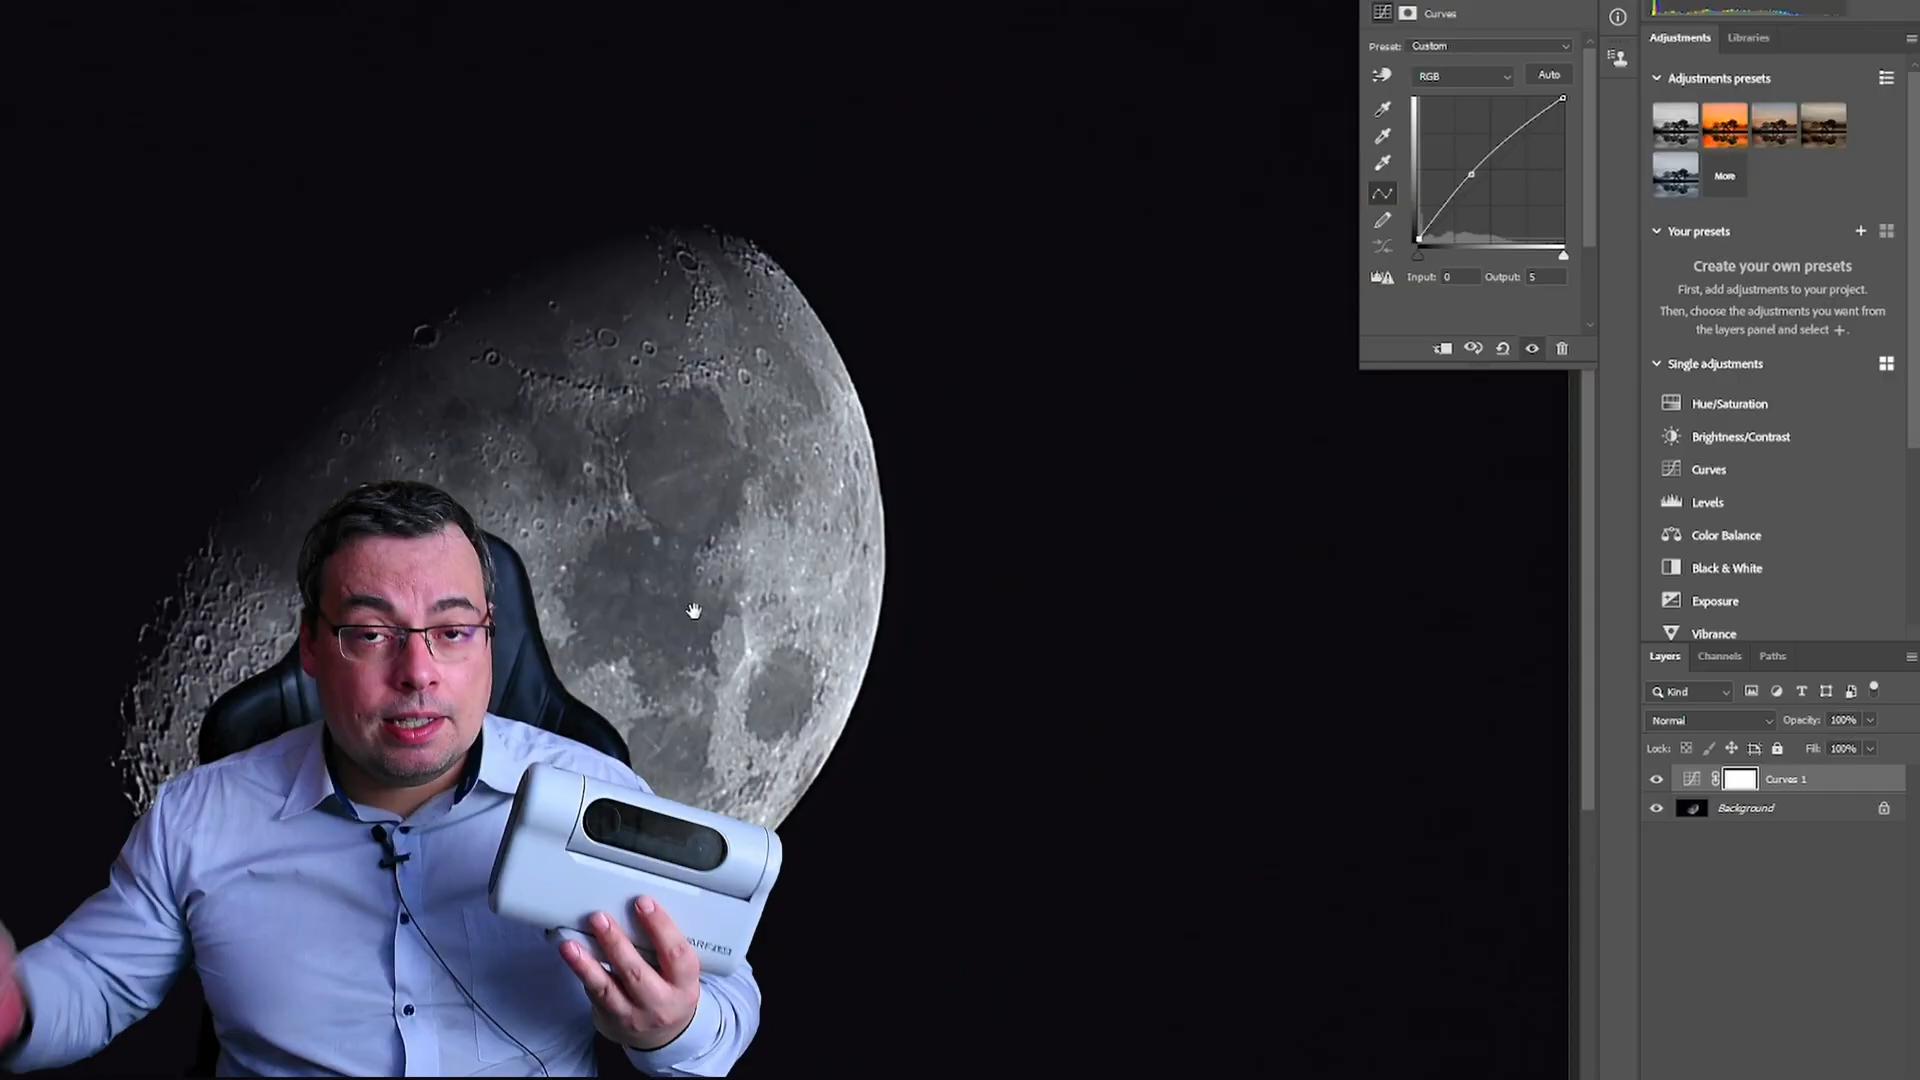 Curves
Preset: Custom
RGB Auto
Input: 0 Output: 5
Adjustments Libraries
Adjustments presets
More
Your presets
Create your own presets
First, add adjustments to your project.
Then, choose the adjustments you want from
the layers panel and select +.
Single adjustments
Hue/Saturation
Brightness/Contrast
Curves
Levels
Color Balance
Black & White
Exposure
Vibrance
Layers Channels Paths
Kind
Normal Opacity: 100%
Lock: Fill: 100%
Curves 1
Background